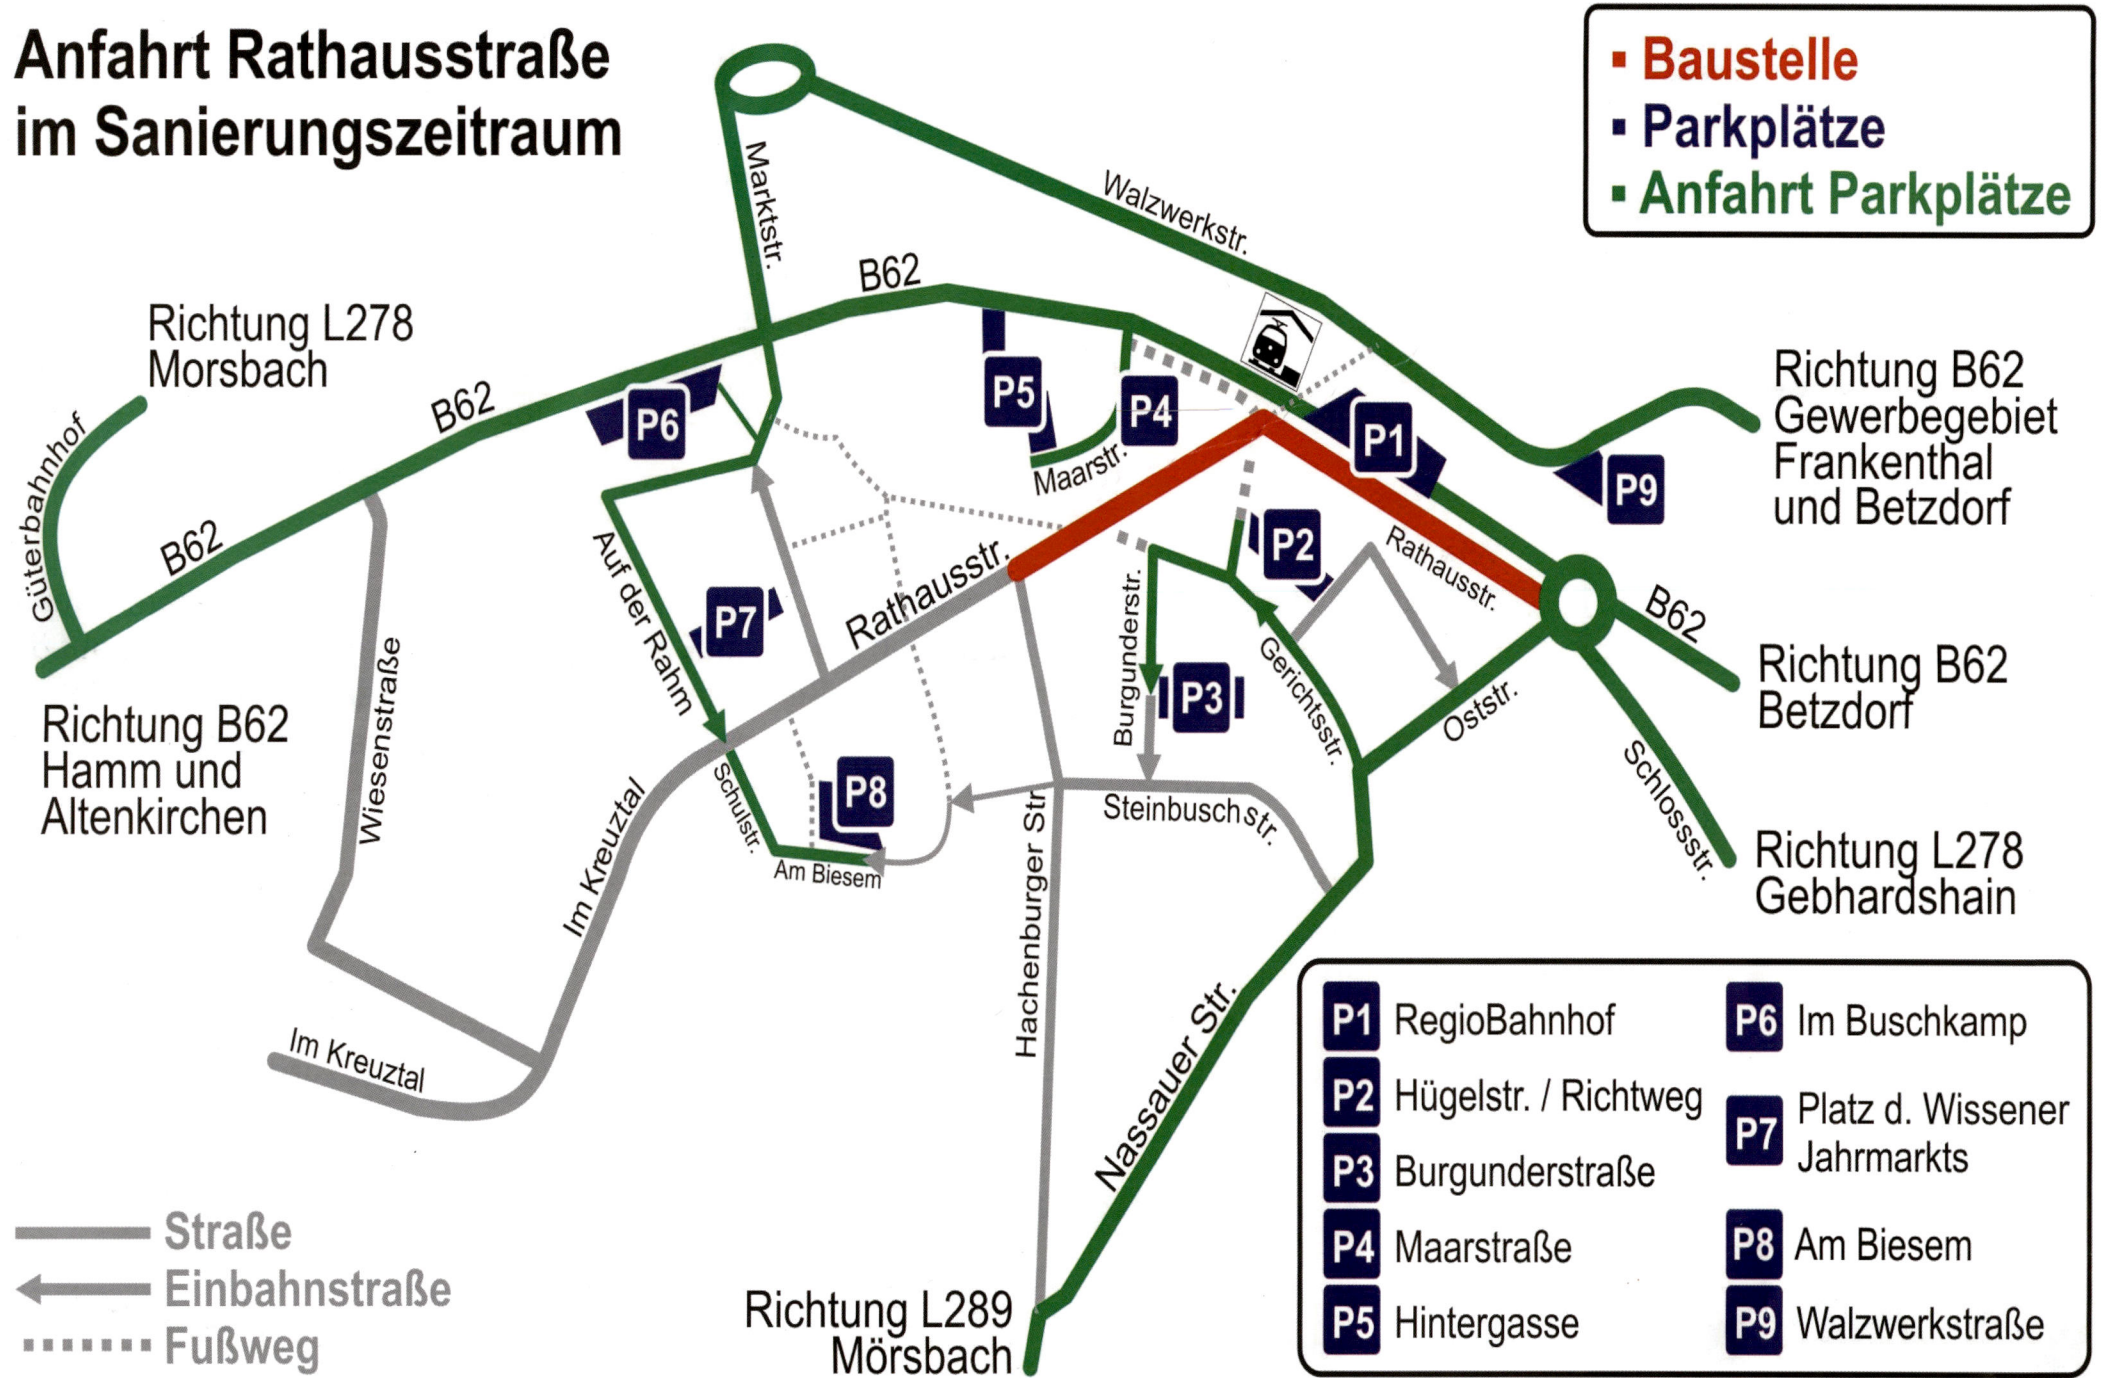 Anfahrt Rathausstraße
im Sanierungszeitraum
▪ Baustelle
▪ Parkplätze
▪ Anfahrt Parkplätze
Marktstr.
Walzwerkstr.
B62
Richtung L278
Morsbach
Güterbahnhof
B62
B62
P6
P5
P4
Maarstr.
P1
P9
Richtung B62
Gewerbegebiet
Frankenthal
und Betzdorf
Auf der Rahm
P7
Rathausstr.
Burgunderstr.
P2
Rathausstr.
B62
Richtung B62
Betzdorf
P3
Gerichtsstr.
Oststr.
Schlossstr.
Richtung L278
Gebhardshain
Richtung B62
Hamm und
Altenkirchen
Wiesenstraße
Im Kreuztal
Schulstr.
P8
Am Biesem
Hachenburger Str.
Steinbuschstr.
Im Kreuztal
Nassauer Str.
Richtung L289
Mörsbach
Straße
Einbahnstraße
Fußweg
P1 RegioBahnhof
P2 Hügelstr. / Richtweg
P3 Burgunderstraße
P4 Maarstraße
P5 Hintergasse
P6 Im Buschkamp
P7 Platz d. Wissener
Jahrmarkts
P8 Am Biesem
P9 Walzwerkstraße